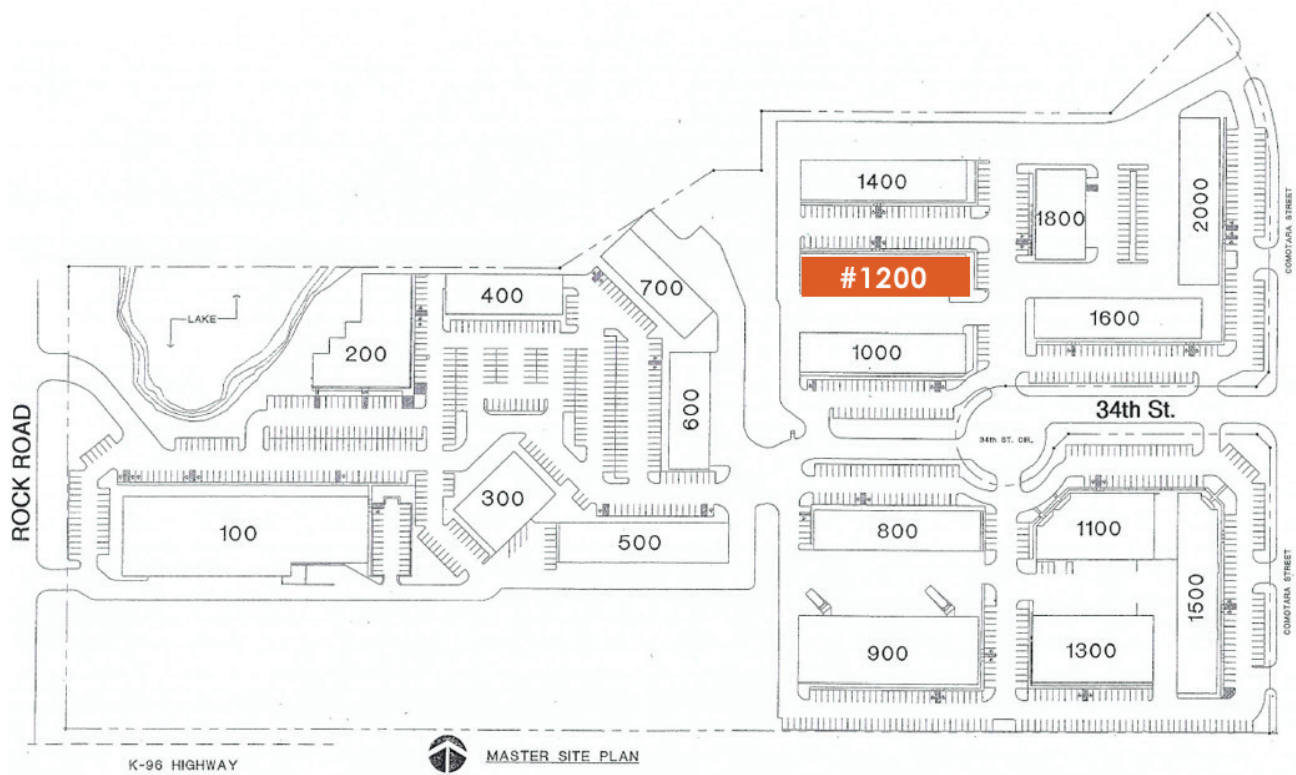 1400
1800
2000
COMOTARA STREET
#1200
700
400
LAKE
1600
200
1000
600
34th St.
34th ST. CIR.
ROCK ROAD
300
100
500
800
1100
1500
COMOTARA STREET
900
1300
K-96 HIGHWAY
MASTER SITE PLAN